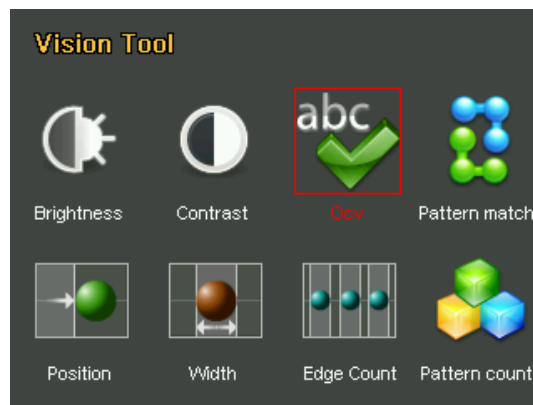 Vision Tool
abc
Brightness Contrast Ocv Pattern match
Position Width Edge Count Pattern count